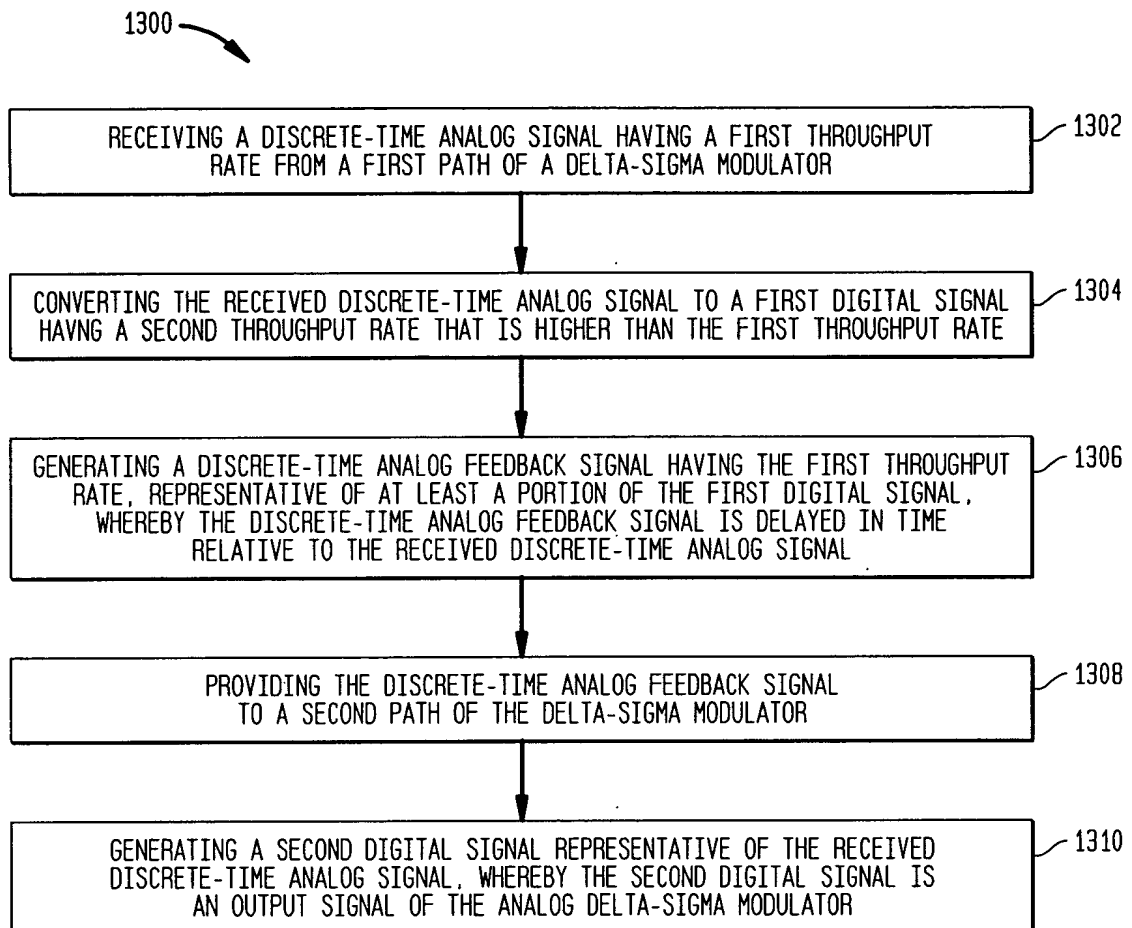 1300
RECEIVING A DISCRETE-TIME ANALOG SIGNAL HAVING A FIRST THROUGHPUT
RATE FROM A FIRST PATH OF A DELTA-SIGMA MODULATOR
1302
CONVERTING THE RECEIVED DISCRETE-TIME ANALOG SIGNAL TO A FIRST DIGITAL SIGNAL
HAVNG A SECOND THROUGHPUT RATE THAT IS HIGHER THAN THE FIRST THROUGHPUT RATE
1304
GENERATING A DISCRETE-TIME ANALOG FEEDBACK SIGNAL HAVING THE FIRST THROUGHPUT
RATE, REPRESENTATIVE OF AT LEAST A PORTION OF THE FIRST DIGITAL SIGNAL,
WHEREBY THE DISCRETE-TIME ANALOG FEEDBACK SIGNAL IS DELAYED IN TIME
RELATIVE TO THE RECEIVED DISCRETE-TIME ANALOG SIGNAL
1306
PROVIDING THE DISCRETE-TIME ANALOG FEEDBACK SIGNAL
TO A SECOND PATH OF THE DELTA-SIGMA MODULATOR
1308
GENERATING A SECOND DIGITAL SIGNAL REPRESENTATIVE OF THE RECEIVED
DISCRETE-TIME ANALOG SIGNAL, WHEREBY THE SECOND DIGITAL SIGNAL IS
AN OUTPUT SIGNAL OF THE ANALOG DELTA-SIGMA MODULATOR
1310